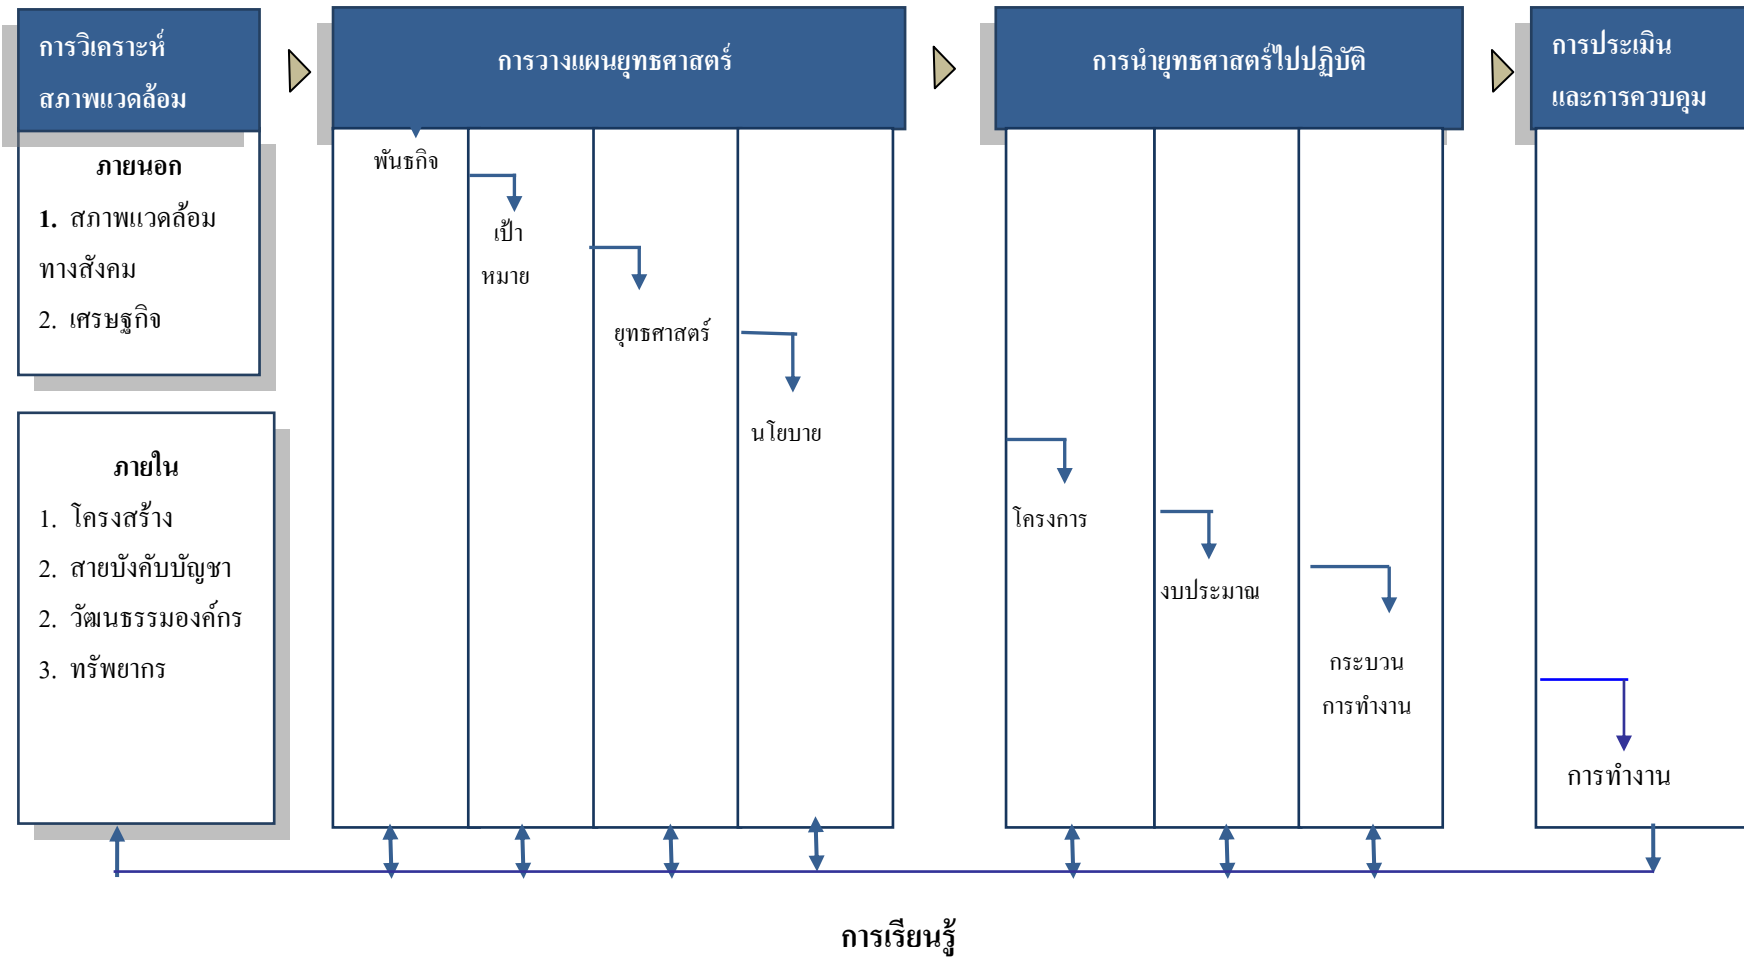 การวิเคราะห์
สภาพแวดล้อม
การวางแผนยุทธศาสตร์
การนำยุทธศาสตร์ไปปฏิบัติ
การประเมิน
และการควบคุม
ภายนอก
1. สภาพแวดล้อม
ทางสังคม
2. เศรษฐกิจ
ภายใน
1. โครงสร้าง
2. สายบังคับบัญชา
2. วัฒนธรรมองค์กร
3. ทรัพยากร
พันธกิจ
เป้า
หมาย
ยุทธศาสตร์
นโยบาย
โครงการ
งบประมาณ
กระบวน
การทำงาน
การทำงาน
การเรียนรู้